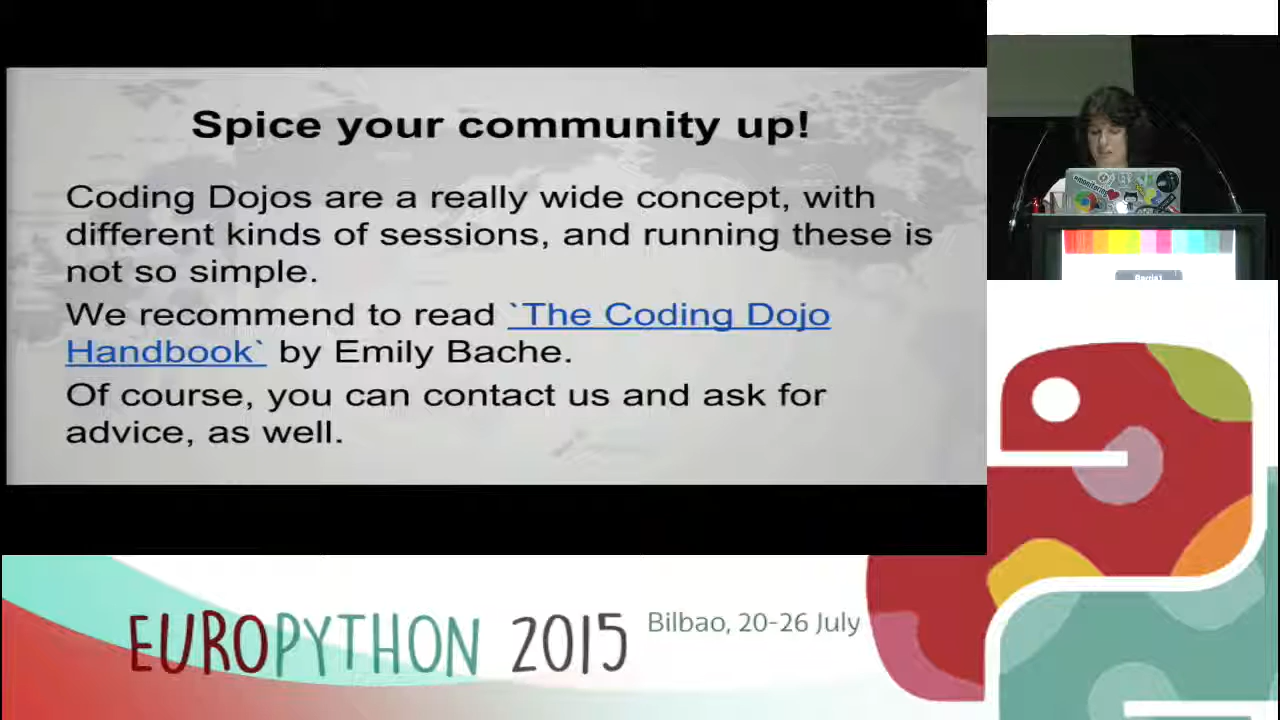 Spice your community up!
Coding Dojos are a really wide concept, with
different kinds of sessions, and running these is
not so simple.
We recommend to read `The Coding Dojo
Handbook` by Emily Bache.
Of course, you can contact us and ask for
advice, as well.
EUROPYTHON 2015
Bilbao, 20-26 July